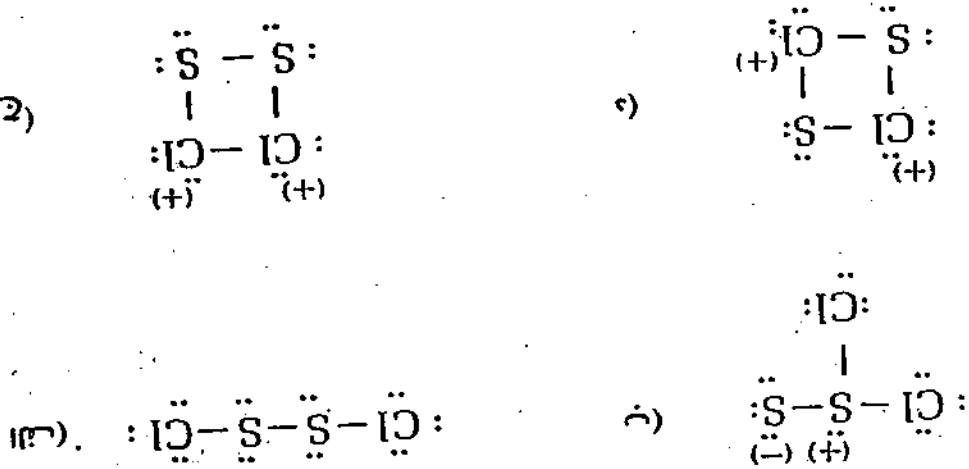 (+) (−)
:Cl − S − S:
:Cl − S − S − Cl:
:Cl:
(+)
:Cl − S:
:S − Cl:
(+)
(+) (+)
:Cl − Cl:
:S − S: